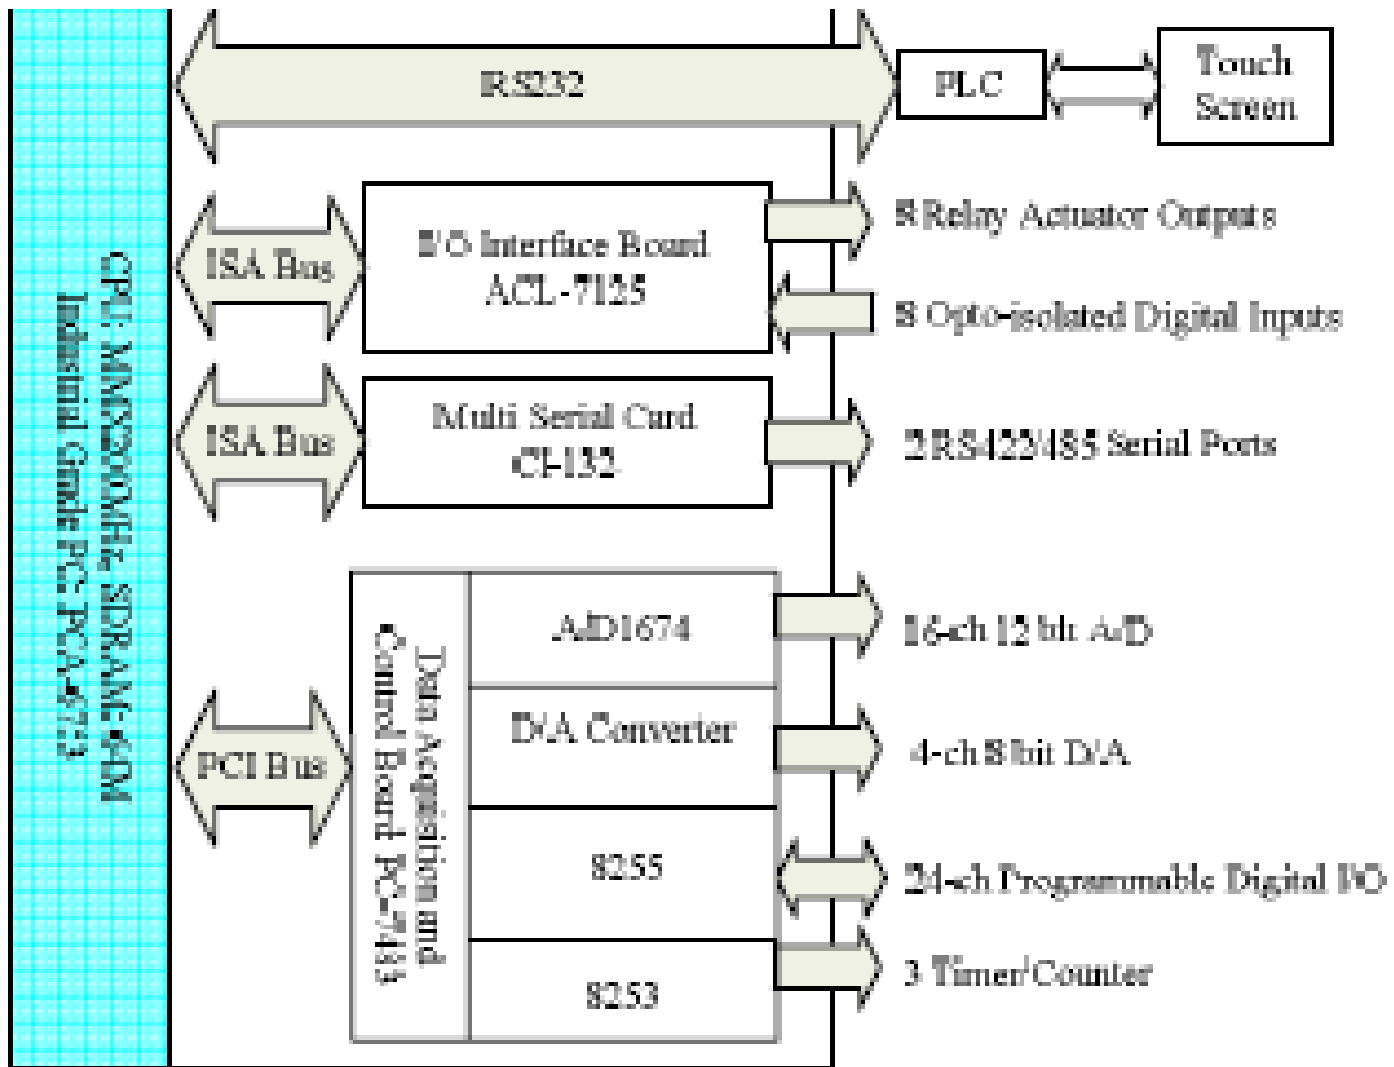 RS232
PLC
Touch
Screen
ISA Bus
I/O Interface Board
ACL-7125
8 Relay Actuator Outputs
8 Opto-isolated Digital Inputs
ISA Bus
Multi Serial Card
CI-132
2 RS422/485 Serial Ports
CPU: MMX200MHz, SDRAM: 64M
Industrial Grade PC: PCA-6753
PCI Bus
Data Acquisition and
Control Board
A/D1674
16-ch 12 bit A/D
D/A Converter
4-ch 8 bit D/A
8255
24-ch Programmable Digital I/O
8253
3 Timer/Counter